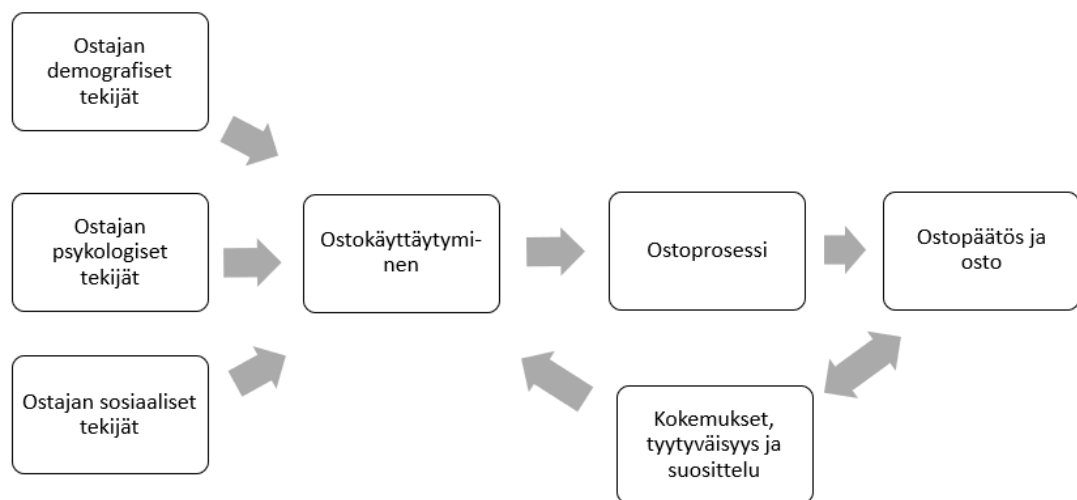 Ostajan
demografiset
tekijät
Ostajan
psykologiset
tekijät
Ostajan sosiaaliset
tekijät
Ostokäyttäytymi-
nen
Ostoprosessi
Ostopäätös ja
osto
Kokemukset,
tyytyväisyys ja
suosittelu